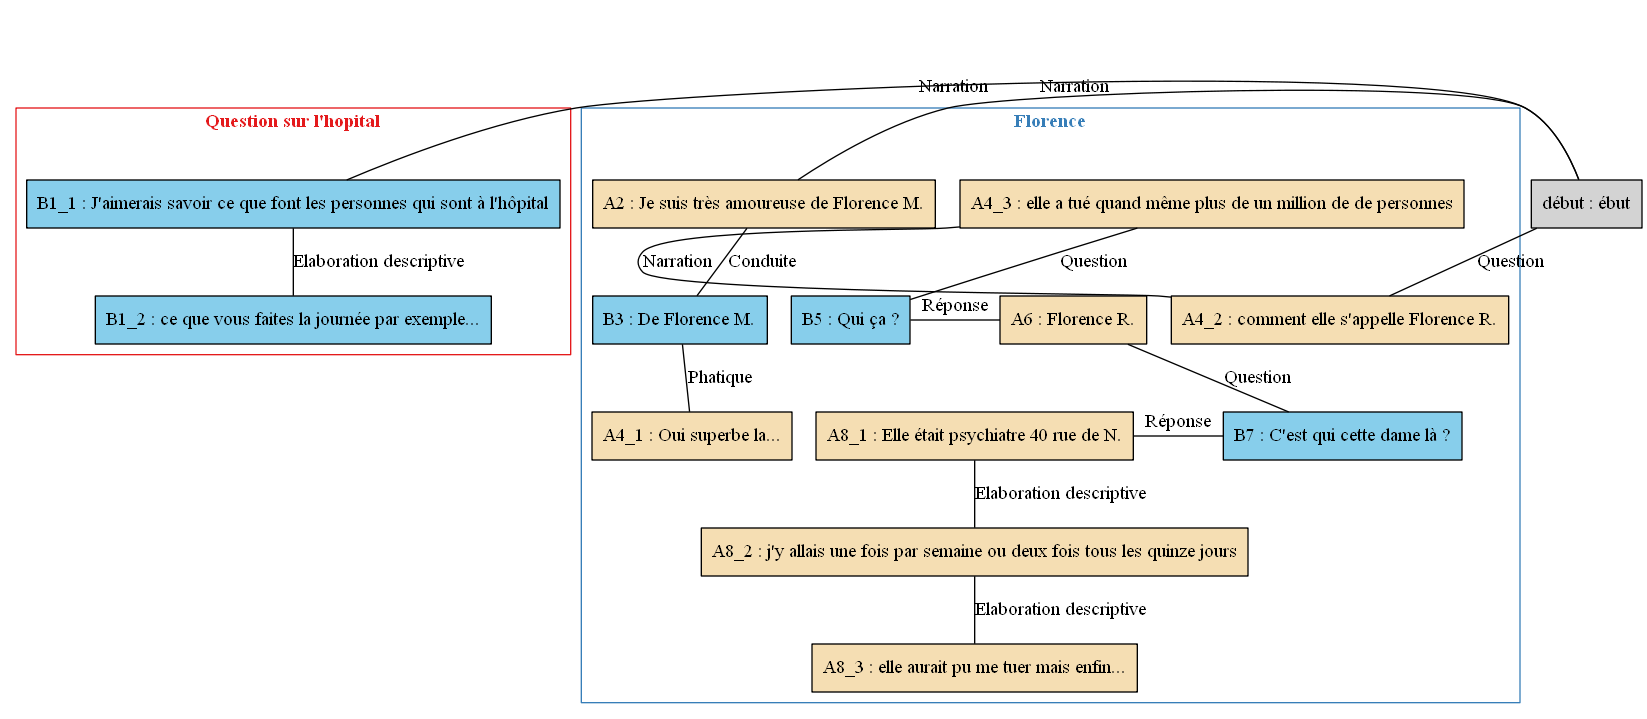 Narration
Narration
Question sur l'hopital
Florence
B1_1 : J'aimerais savoir ce que font les personnes qui sont à l'hôpital
A2 : Je suis très amoureuse de Florence M.
A4_3 : elle a tué quand même plus de un million de de personnes
début : ébut
Elaboration descriptive
Narration
Conduite
Question
Question
B1_2 : ce que vous faites la journée par exemple...
B3 : De Florence M.
B5 : Qui ça ?
Réponse
A6 : Florence R.
A4_2 : comment elle s'appelle Florence R.
Phatique
Question
A4_1 : Oui superbe la...
A8_1 : Elle était psychiatre 40 rue de N.
Réponse
B7 : C'est qui cette dame là ?
Elaboration descriptive
A8_2 : j'y allais une fois par semaine ou deux fois tous les quinze jours
Elaboration descriptive
A8_3 : elle aurait pu me tuer mais enfin...